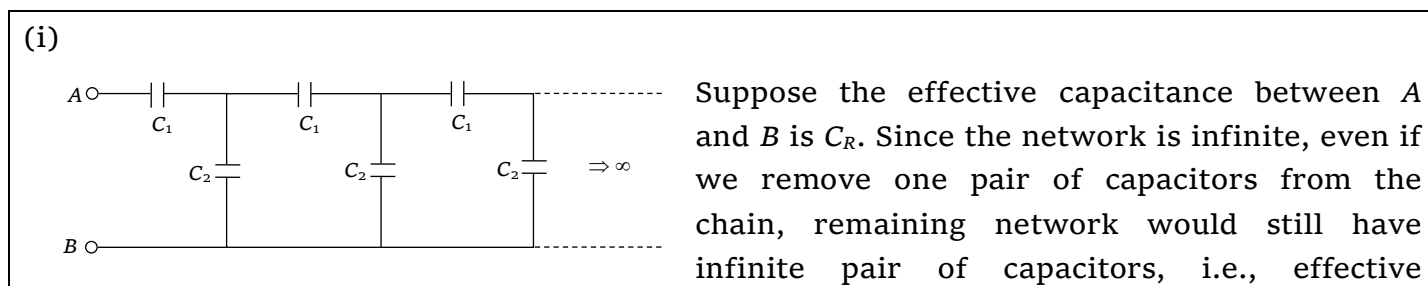 (i)
A
C₁
C₁
C₁
C₂
C₂
C₂
⇒ ∞
B
Suppose the effective capacitance between A
and B is C_R. Since the network is infinite, even if
we remove one pair of capacitors from the
chain, remaining network would still have
infinite pair of capacitors, i.e., effective